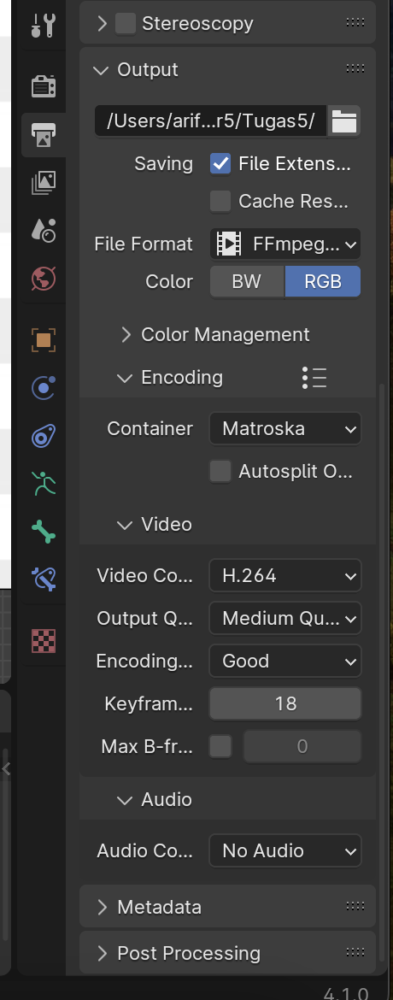 Stereoscopy
Output
/Users/arif...r5/Tugas5/
Saving File Extens...
Cache Res...
File Format FFmpeg...
Color BW RGB
Color Management
Encoding
Container Matroska
Autosplit O...
Video
Video Co... H.264
Output Q... Medium Qu...
Encoding... Good
Keyfram... 18
Max B-fr... 0
Audio
Audio Co... No Audio
Metadata
Post Processing
4.1.0